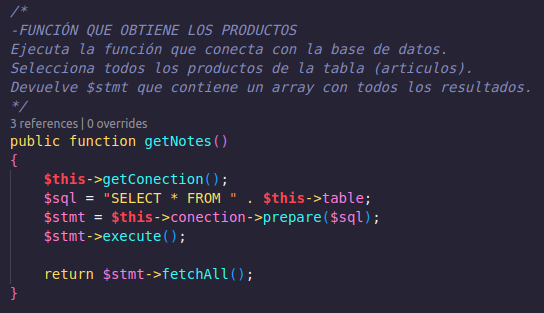 /*
-FUNCIÓN QUE OBTIENE LOS PRODUCTOS
Ejecuta la función que conecta con la base de datos.
Selecciona todos los productos de la tabla (articulos).
Devuelve $stmt que contiene un array con todos los resultados.
*/
3 references | 0 overrides
public function getNotes()
{
    $this->getConection();
    $sql = "SELECT * FROM " . $this->table;
    $stmt = $this->conection->prepare($sql);
    $stmt->execute();

    return $stmt->fetchAll();
}